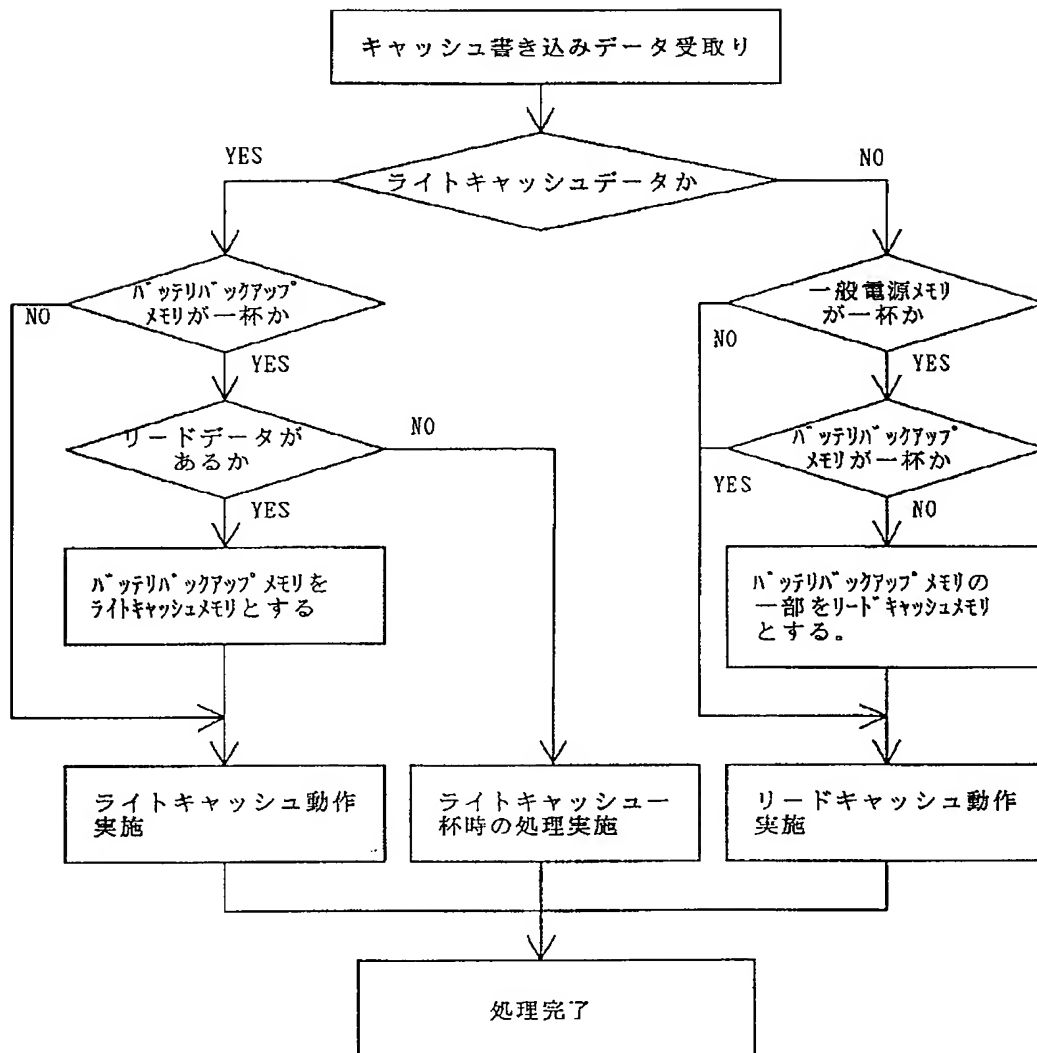 キャッシュ書き込みデータ受取り
YES
NO
ライトキャッシュデータか
バッテリバックアップ
メモリが一杯か
一般電源メモリ
が一杯か
NO
YES
NO
YES
リードデータが
あるか
NO
バッテリバックアップ
メモリが一杯か
YES
YES
NO
バッテリバックアップメモリを
ライトキャッシュメモリとする
バッテリバックアップメモリの
一部をリードキャッシュメモリ
とする。
ライトキャッシュ動作
実施
ライトキャッシュ一
杯時の処理実施
リードキャッシュ動作
実施
処理完了